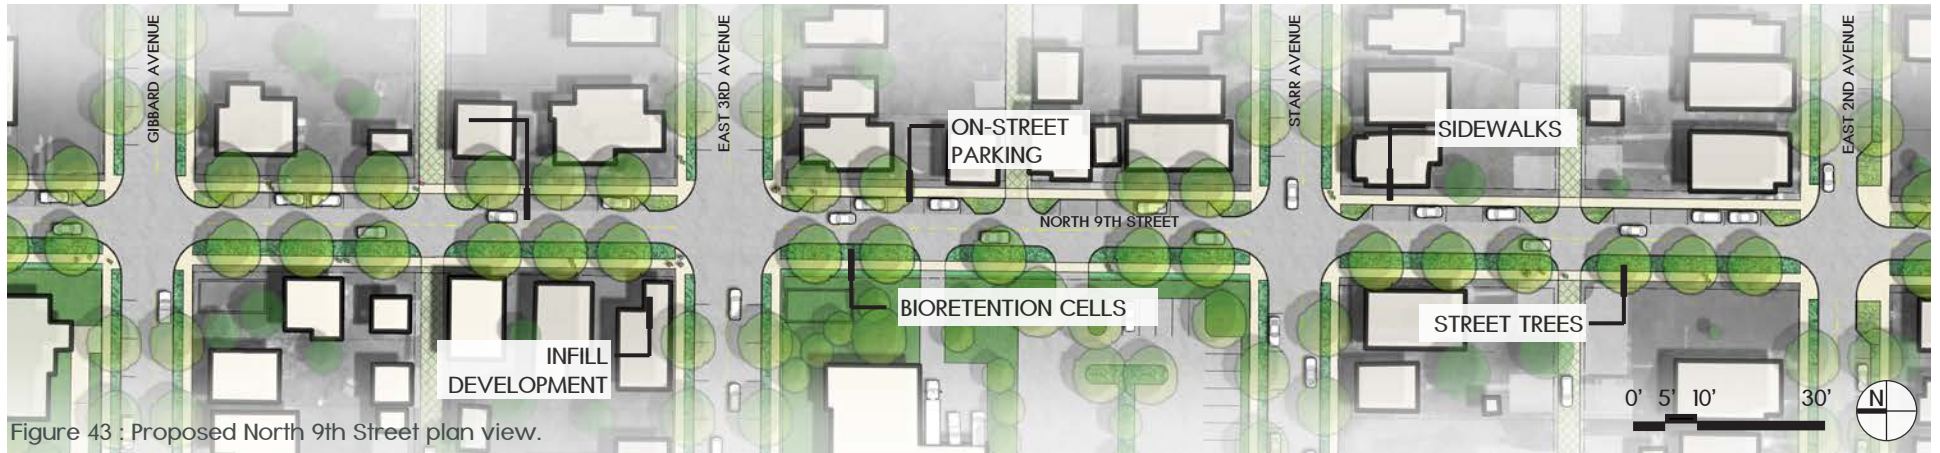 GIBBARD AVENUE
EAST 3RD AVENUE
STARR AVENUE
EAST 2ND AVENUE
ON-STREET
PARKING
SIDEWALKS
NORTH 9TH STREET
BIORETENTION CELLS
STREET TREES
INFILL
DEVELOPMENT
0' 5' 10' 30'
N
Figure 43 : Proposed North 9th Street plan view.